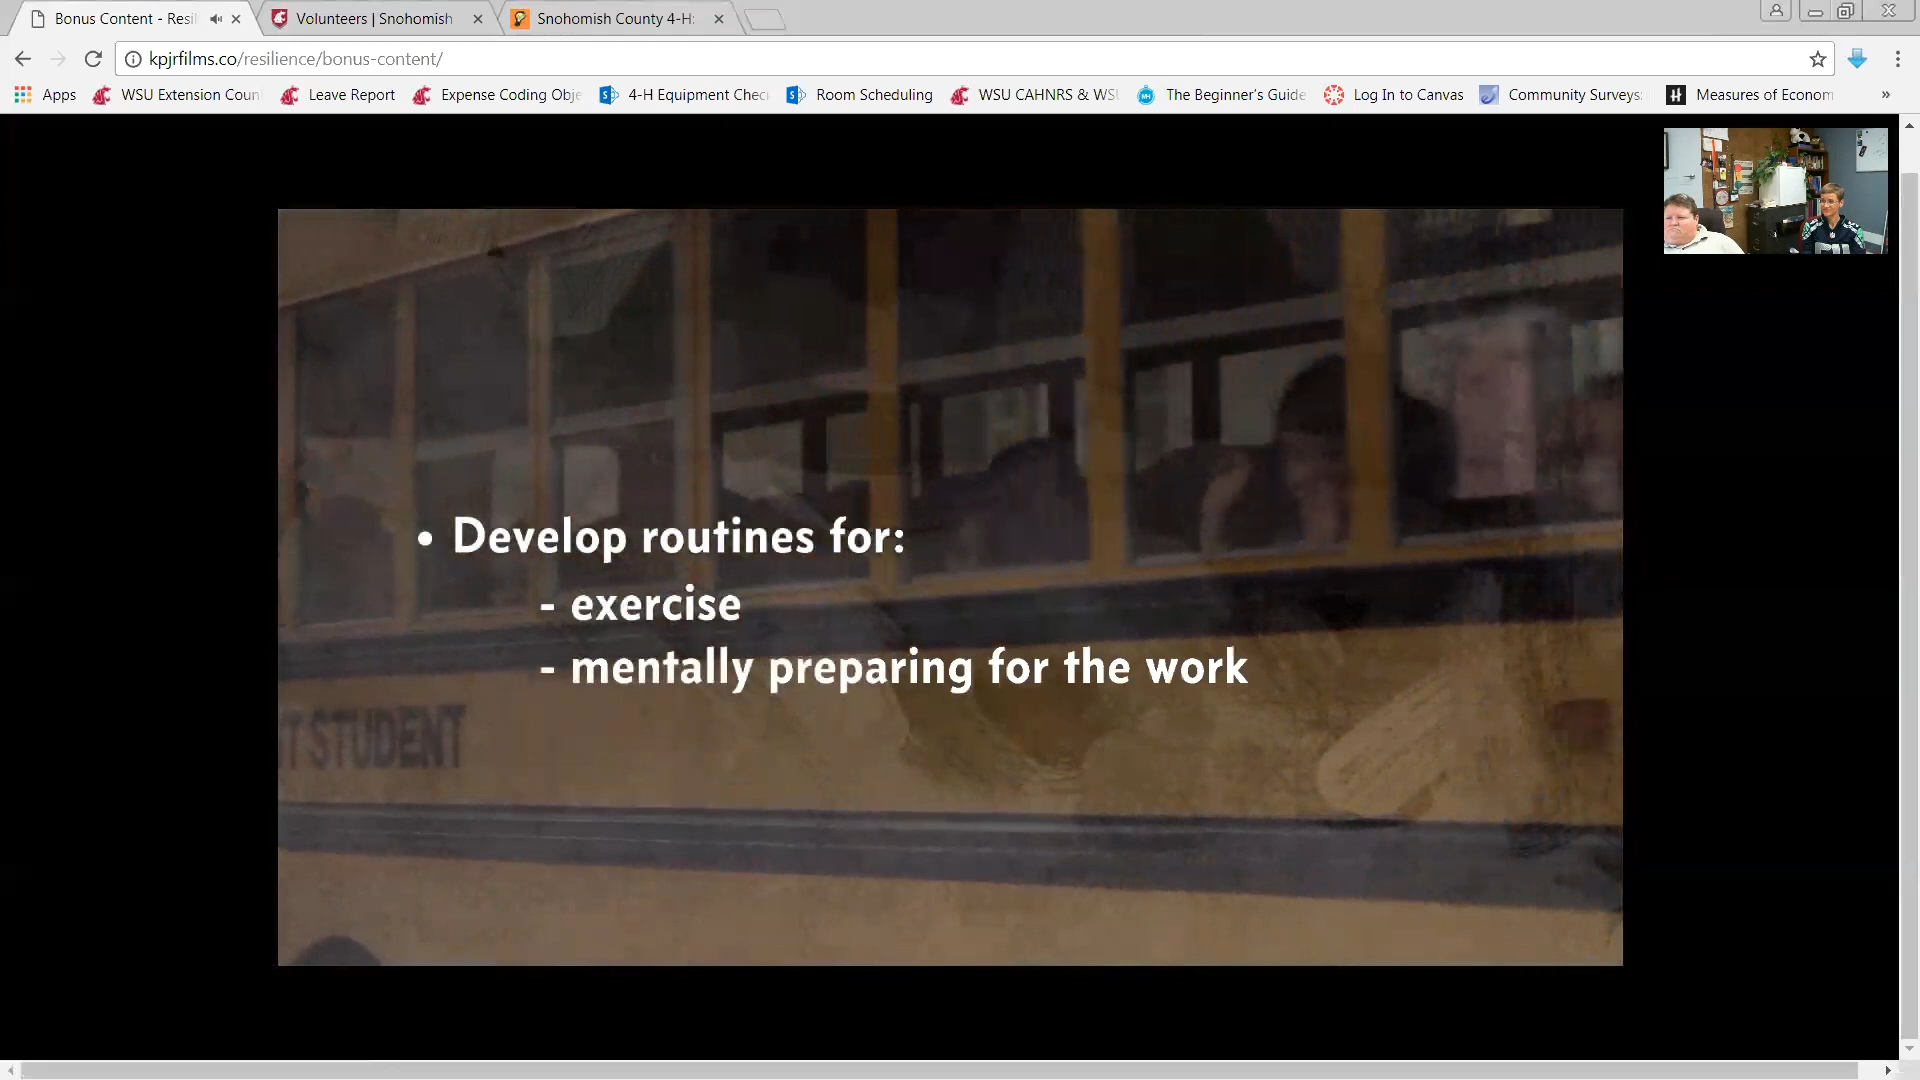 Bonus Content - Resil
Volunteers | Snohomish
Snohomish County 4-H:
kpjrfilms.co/resilience/bonus-content/
Apps
WSU Extension Coun
Leave Report
Expense Coding Obje
4-H Equipment Chec
Room Scheduling
WSU CAHNRS & WSU
The Beginner's Guide
Log In to Canvas
Community Surveys:
Measures of Econom
»
• Develop routines for:
- exercise
- mentally preparing for the work
T STUDENT